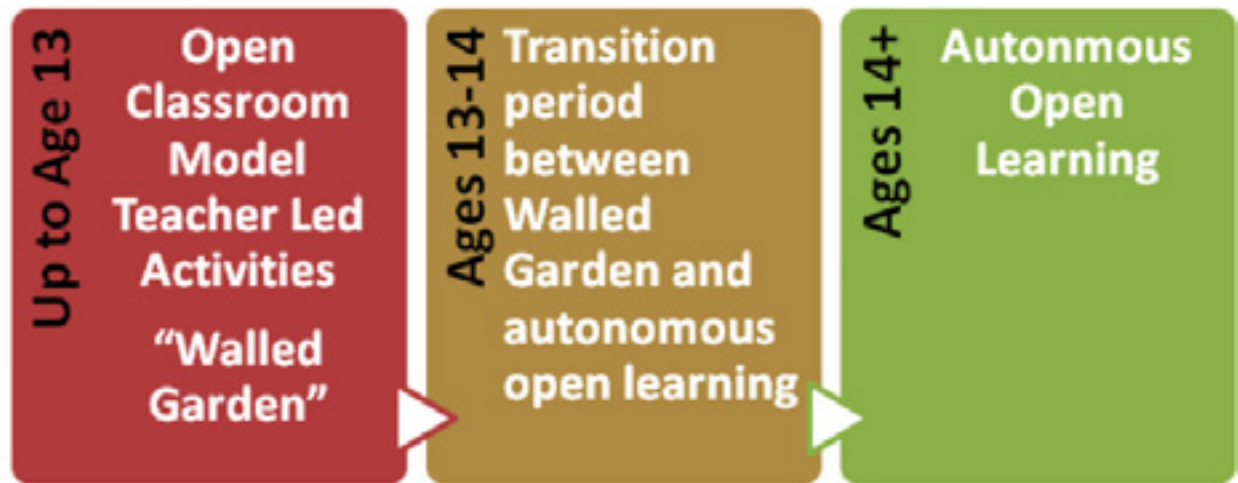 Up to Age 13
Open
Classroom
Model
Teacher Led
Activities
“Walled
Garden”
Ages 13-14
Transition
period
between
Walled
Garden and
autonomous
open learning
Ages 14+
Autonmous
Open
Learning